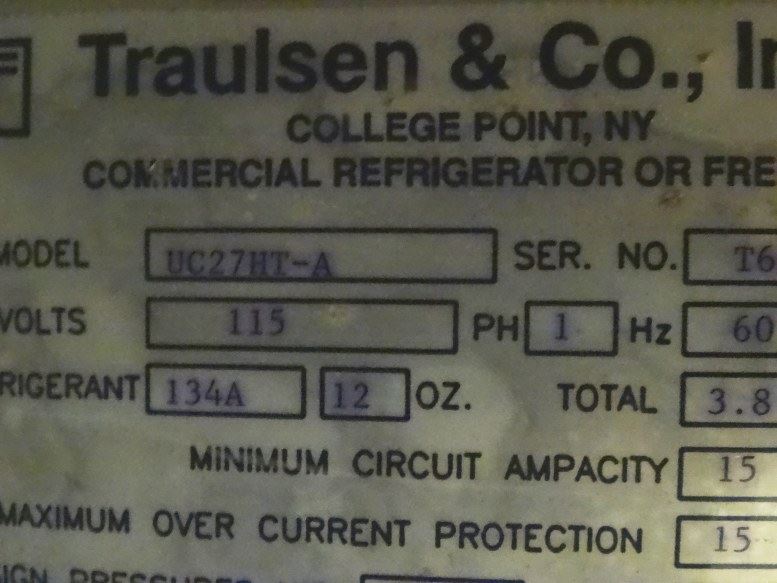 Traulsen & Co., In
COLLEGE POINT, NY
COMMERCIAL REFRIGERATOR OR FRE
MODEL UC27HT-A SER. NO. T6
VOLTS 115 PH 1 Hz 60
RIGERANT 134A 12 OZ. TOTAL 3.8
MINIMUM CIRCUIT AMPACITY 15
MAXIMUM OVER CURRENT PROTECTION 15